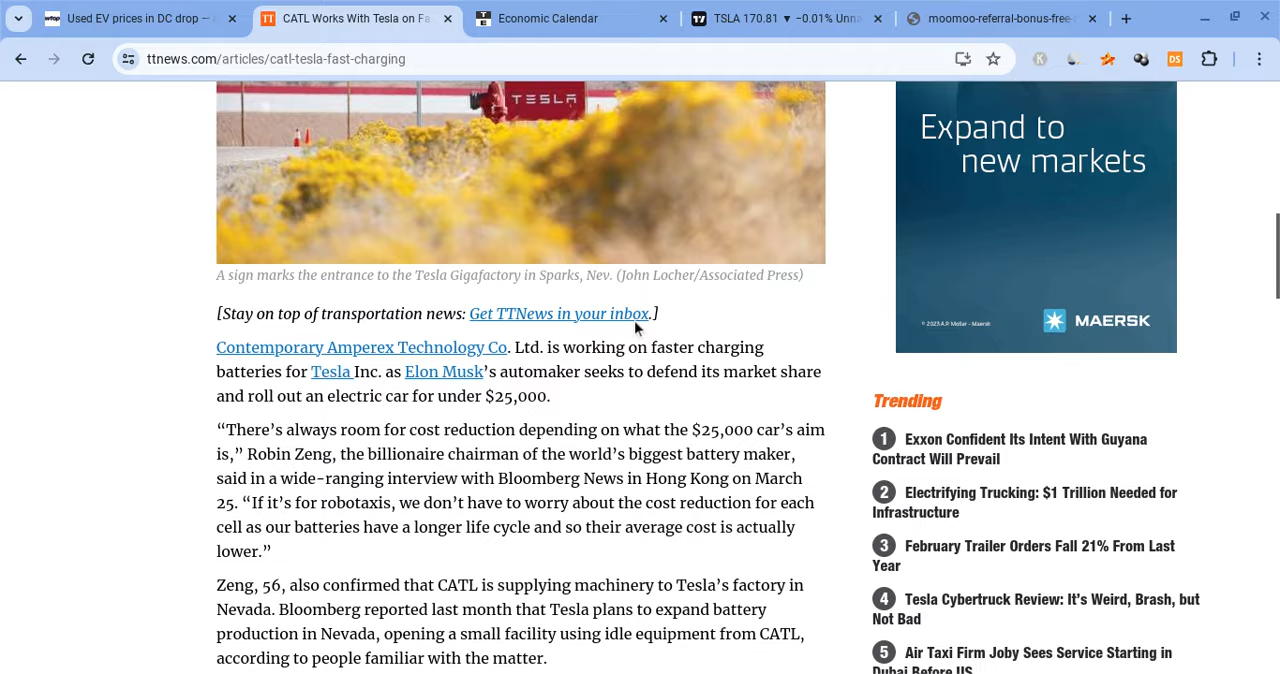 Used EV prices in DC drop —
CATL Works With Tesla on Fa
Economic Calendar
TSLA 170.81 ▼ −0.01% Unna
moomoo-referral-bonus-free-
ttnews.com/articles/catl-tesla-fast-charging
TESLA
A sign marks the entrance to the Tesla Gigafactory in Sparks, Nev. (John Locher/Associated Press)
[Stay on top of transportation news: Get TTNews in your inbox.]
Contemporary Amperex Technology Co. Ltd. is working on faster charging
batteries for Tesla Inc. as Elon Musk’s automaker seeks to defend its market share
and roll out an electric car for under $25,000.
“There’s always room for cost reduction depending on what the $25,000 car’s aim
is,” Robin Zeng, the billionaire chairman of the world’s biggest battery maker,
said in a wide-ranging interview with Bloomberg News in Hong Kong on March
25. “If it’s for robotaxis, we don’t have to worry about the cost reduction for each
cell as our batteries have a longer life cycle and so their average cost is actually
lower.”
Zeng, 56, also confirmed that CATL is supplying machinery to Tesla’s factory in
Nevada. Bloomberg reported last month that Tesla plans to expand battery
production in Nevada, opening a small facility using idle equipment from CATL,
according to people familiar with the matter.
Expand to
new markets
© 2023 A.P. Moller - Maersk
MAERSK
Trending
1 Exxon Confident Its Intent With Guyana
Contract Will Prevail
2 Electrifying Trucking: $1 Trillion Needed for
Infrastructure
3 February Trailer Orders Fall 21% From Last
Year
4 Tesla Cybertruck Review: It’s Weird, Brash, but
Not Bad
5 Air Taxi Firm Joby Sees Service Starting in
Dubai Before US